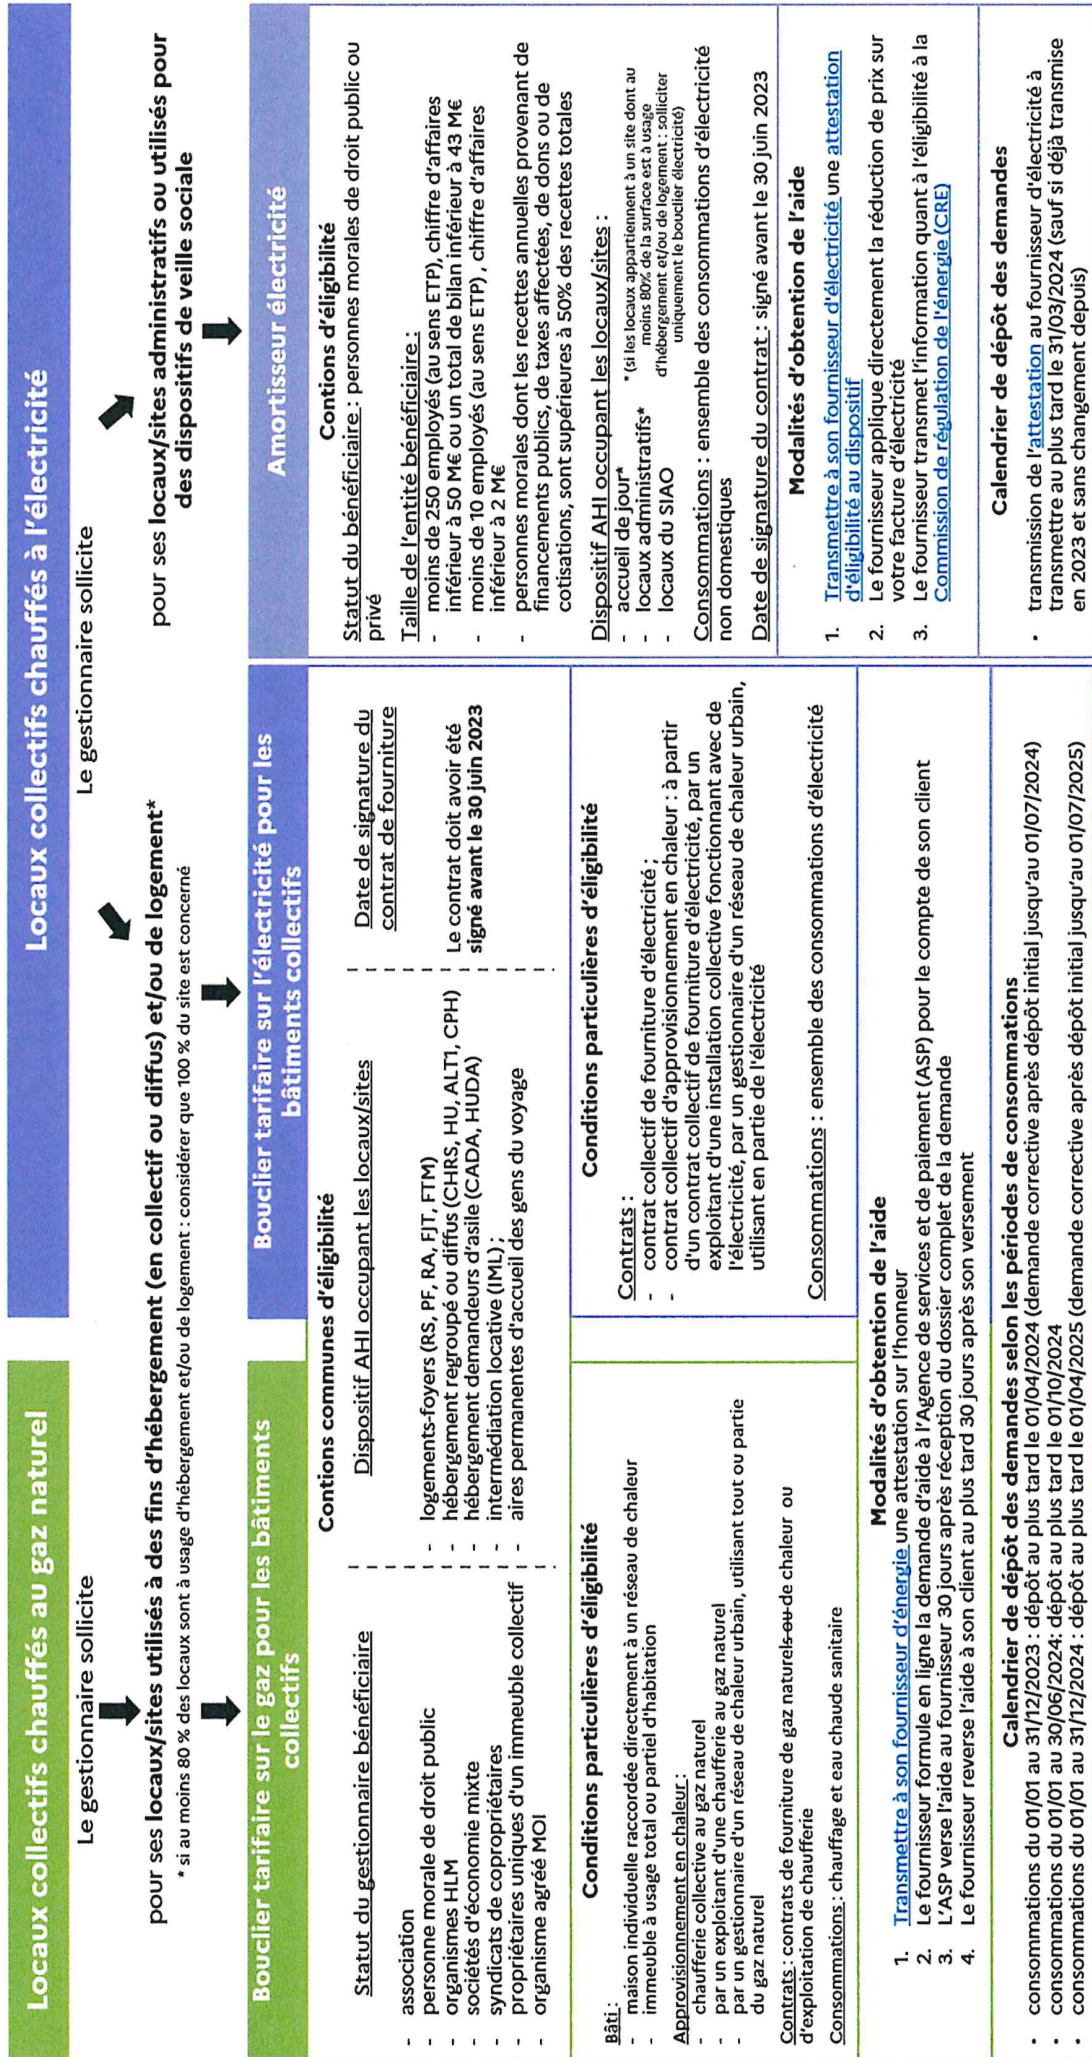 Locaux collectifs chauffés au gaz naturel
Locaux collectifs chauffés à l'électricité
Le gestionnaire sollicite
Le gestionnaire sollicite
pour ses locaux/sites utilisés à des fins d'hébergement (en collectif ou diffus) et/ou de logement*
* si au moins 80 % des locaux sont à usage d'hébergement et/ou de logement : considérer que 100 % du site est concerné
pour ses locaux/sites administratifs ou utilisés pour
des dispositifs de veille sociale
Bouclier tarifaire sur le gaz pour les bâtiments
collectifs
Bouclier tarifaire sur l'électricité pour les
bâtiments collectifs
Contions communes d'éligibilité
Statut du gestionnaire bénéficiaire
- association
- personne morale de droit public
- organismes HLM
- sociétés d'économie mixte
- syndicats de copropriétaires
- propriétaires uniques d'un immeuble collectif
- organisme agréé MOI
Dispositif AHI occupant les locaux/sites
- logements-foyers (RS, PF, RA, FJT, FTM)
- hébergement regroupé ou diffus (CHRS, HU, ALT1, CPH)
- hébergement demandeurs d'asile (CADA, HUDA)
- intermédiation locative (IML) ;
- aires permanentes d'accueil des gens du voyage
Date de signature du
contrat de fourniture
Le contrat doit avoir été
signé avant le 30 juin 2023
Conditions particulières d'éligibilité
Bâti :
- maison individuelle raccordée directement à un réseau de chaleur
- immeuble à usage total ou partiel d'habitation
Approvisionnement en chaleur :
- chaufferie collective au gaz naturel
- par un exploitant d'une chaufferie au gaz naturel
- par un gestionnaire d'un réseau de chaleur urbain, utilisant tout ou partie
du gaz naturel
Contrats : contrats de fourniture de gaz naturels ou de chaleur ou
d'exploitation de chaufferie
Consommations : chauffage et eau chaude sanitaire
Conditions particulières d'éligibilité
Contrats :
- contrat collectif de fourniture d'électricité ;
- contrat collectif d'approvisionnement en chaleur : à partir
d'un contrat collectif de fourniture d'électricité, par un
exploitant d'une installation collective fonctionnant avec de
l'électricité, par un gestionnaire d'un réseau de chaleur urbain,
utilisant en partie de l'électricité
Consommations : ensemble des consommations d'électricité
Modalités d'obtention de l'aide
1. Transmettre à son fournisseur d'énergie une attestation sur l'honneur
2. Le fournisseur formule en ligne la demande d'aide à l'Agence de services et de paiement (ASP) pour le compte de son client
3. L'ASP verse l'aide au fournisseur 30 jours après réception du dossier complet de la demande
4. Le fournisseur reverse l'aide à son client au plus tard 30 jours après son versement
Calendrier de dépôt des demandes selon les périodes de consommations
• consommations du 01/01 au 31/12/2023 : dépôt au plus tard le 01/04/2024 (demande corrective après dépôt initial jusqu'au 01/07/2024)
• consommations du 01/01 au 30/06/2024: dépôt au plus tard le 01/10/2024
• consommations du 01/01 au 31/12/2024 : dépôt au plus tard le 01/04/2025 (demande corrective après dépôt initial jusqu'au 01/07/2025)
Amortisseur électricité
Contions d'éligibilité
Statut du bénéficiaire : personnes morales de droit public ou
privé
Taille de l'entité bénéficiaire :
- moins de 250 employés (au sens ETP), chiffre d'affaires
inférieur à 50 M€ ou un total de bilan inférieur à 43 M€
- moins de 10 employés (au sens ETP) , chiffre d'affaires
inférieur à 2 M€
- personnes morales dont les recettes annuelles provenant de
financements publics, de taxes affectées, de dons ou de
cotisations, sont supérieures à 50% des recettes totales
Dispositif AHI occupant les locaux/sites :
- accueil de jour*
- locaux administratifs*
- locaux du SIAO
* (si les locaux appartiennent à un site dont au
moins 80% de la surface est à usage
d'hébergement et/ou de logement : solliciter
uniquement le bouclier électricité)
Consommations : ensemble des consommations d'électricité
non domestiques
Date de signature du contrat : signé avant le 30 juin 2023
Modalités d'obtention de l'aide
1. Transmettre à son fournisseur d'électricité une attestation
d'éligibilité au dispositif
2. Le fournisseur applique directement la réduction de prix sur
votre facture d'électricité
3. Le fournisseur transmet l'information quant à l'éligibilité à la
Commission de régulation de l'énergie (CRE)
Calendrier de dépôt des demandes
• transmission de l'attestation au fournisseur d'électricité à
transmettre au plus tard le 31/03/2024 (sauf si déjà transmise
en 2023 et sans changement depuis)